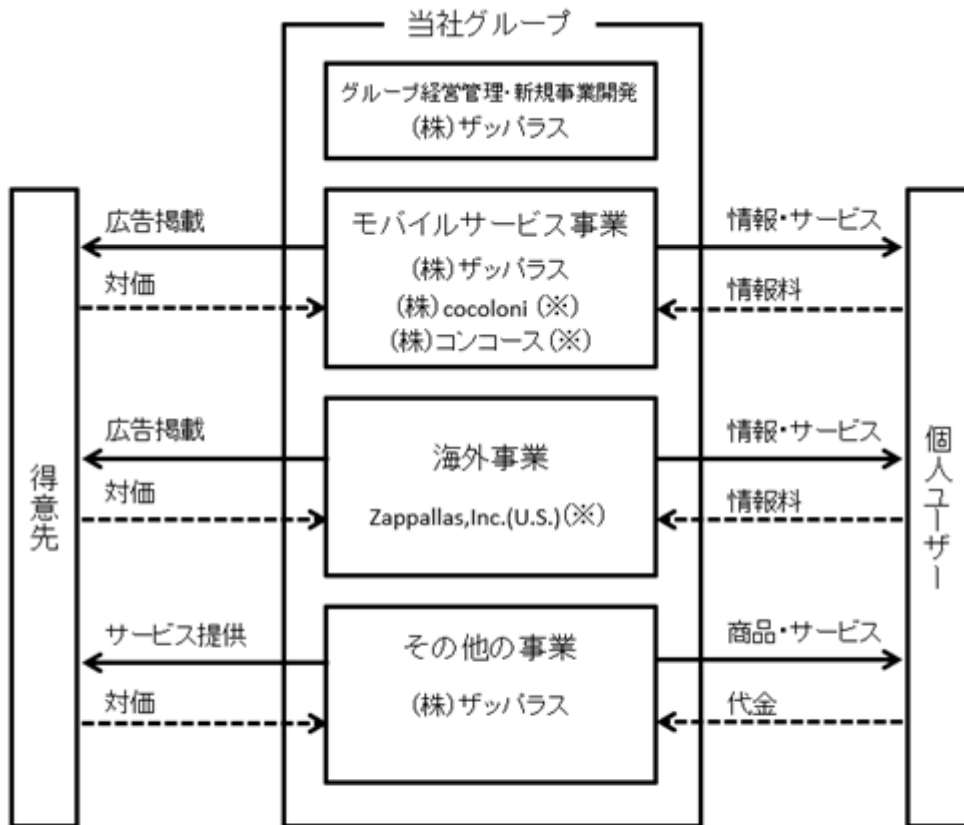 当社グループ
グループ経営管理・新規事業開発
(株)ザッパラス
モバイルサービス事業
(株)ザッパラス
(株)cocoloni(※)
(株)コンコース(※)
広告掲載
対価
情報・サービス
情報料
海外事業
Zappallas,Inc.(U.S.)(※)
広告掲載
対価
情報・サービス
情報料
その他の事業
(株)ザッパラス
サービス提供
対価
商品・サービス
代金
得意先
個人ユーザー